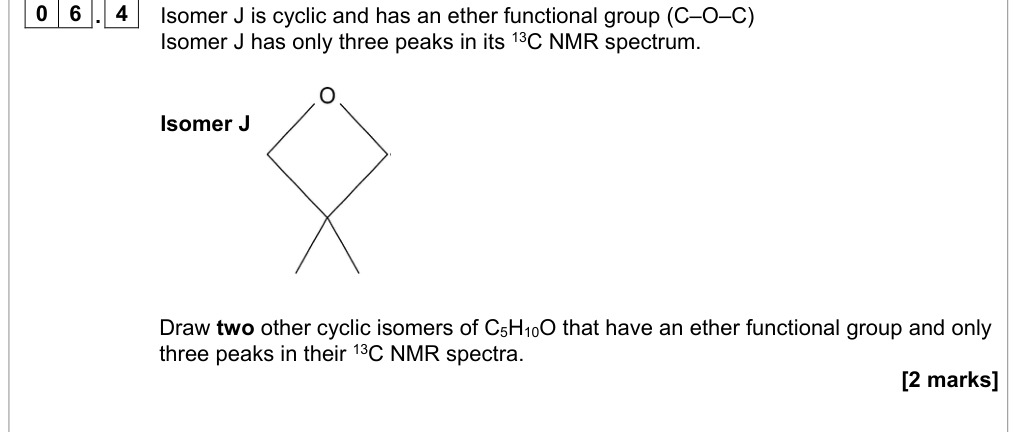 06.4 Isomer J is cyclic and has an ether functional group (C–O–C)
Isomer J has only three peaks in its ¹³C NMR spectrum.
O
Isomer J
Draw two other cyclic isomers of C₅H₁₀O that have an ether functional group and only
three peaks in their ¹³C NMR spectra.
[2 marks]